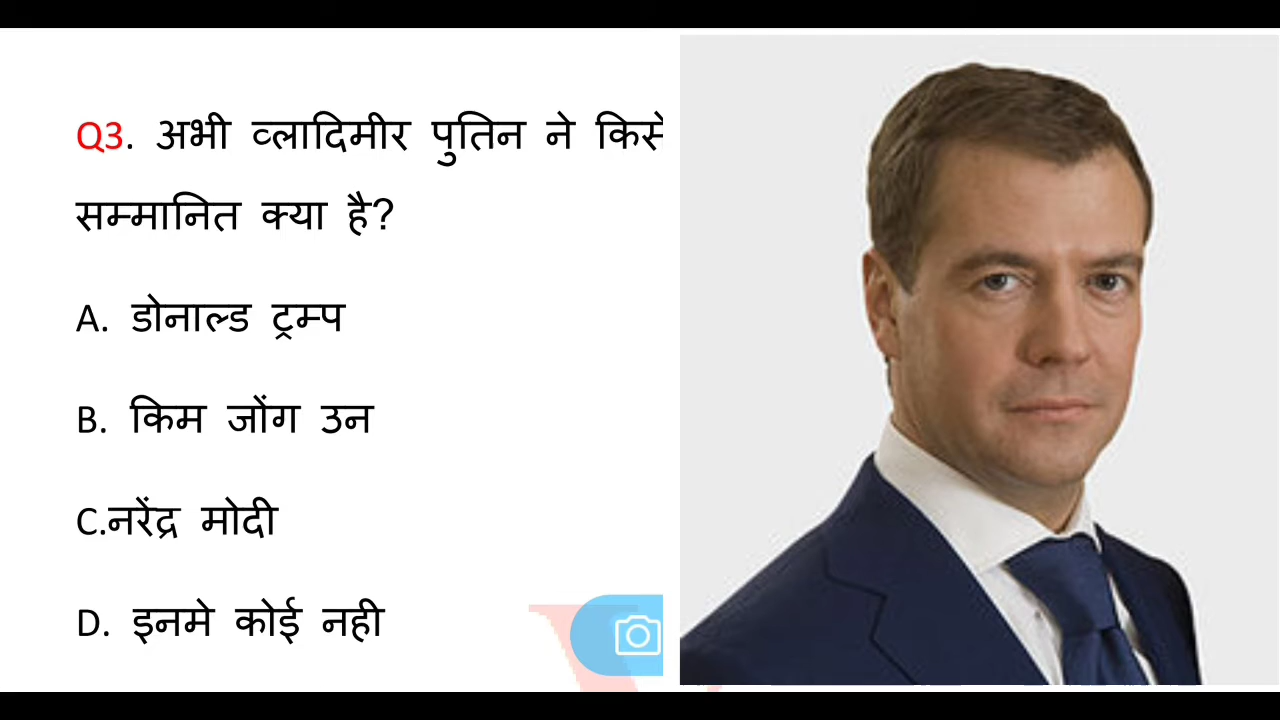 Q3. अभी व्लादिमीर पुतिन ने किसे
सम्मानित क्या है?
A. डोनाल्ड ट्रम्प
B. किम जोंग उन
C.नरेंद्र मोदी
D. इनमे कोई नही